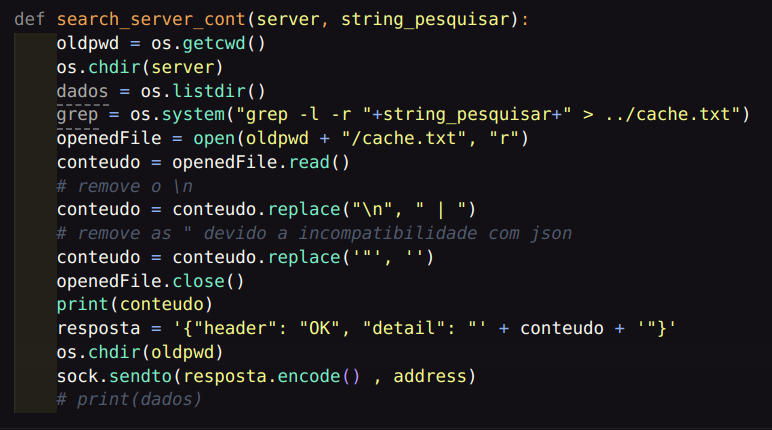 def search_server_cont(server, string_pesquisar):
    oldpwd = os.getcwd()
    os.chdir(server)
    dados = os.listdir()
    grep = os.system("grep -l -r "+string_pesquisar+" > ../cache.txt")
    openedFile = open(oldpwd + "/cache.txt", "r")
    conteudo = openedFile.read()
    # remove o \n
    conteudo = conteudo.replace("\n", " | ")
    # remove as " devido a incompatibilidade com json
    conteudo = conteudo.replace('"', '')
    openedFile.close()
    print(conteudo)
    resposta = '{"header": "OK", "detail": "' + conteudo + '"}'
    os.chdir(oldpwd)
    sock.sendto(resposta.encode() , address)
    # print(dados)